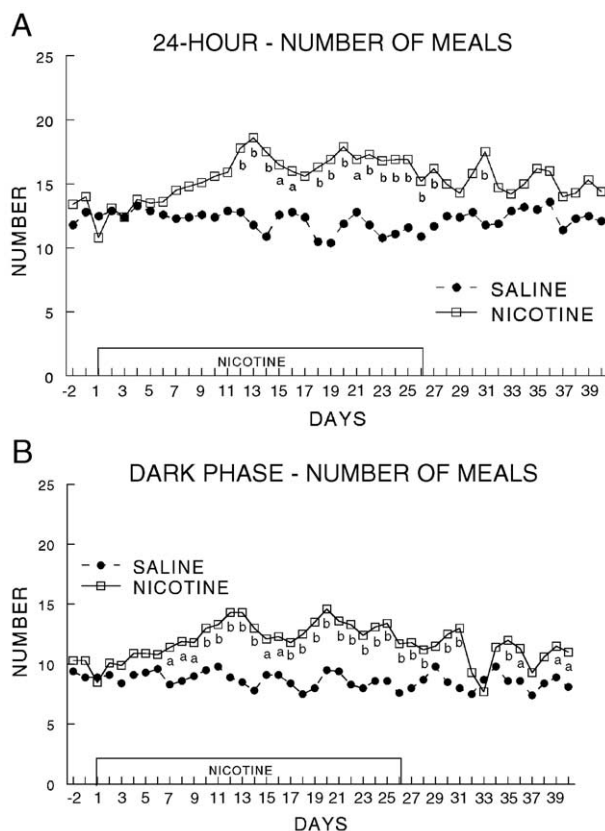 A
24-HOUR - NUMBER OF MEALS
25
20
15
10
5
0
NUMBER
b b b a a b b b a b b b b b b b
SALINE
NICOTINE
NICOTINE
-2 1 3 5 7 9 11 13 15 17 19 21 23 25 27 29 31 33 35 37 39
DAYS
B
DARK PHASE - NUMBER OF MEALS
25
20
15
10
5
0
NUMBER
SALINE
NICOTINE
a a a b b b b b a a b b b b b b b b b b b b b b b b a a a
NICOTINE
-2 1 3 5 7 9 11 13 15 17 19 21 23 25 27 29 31 33 35 37 39
DAYS